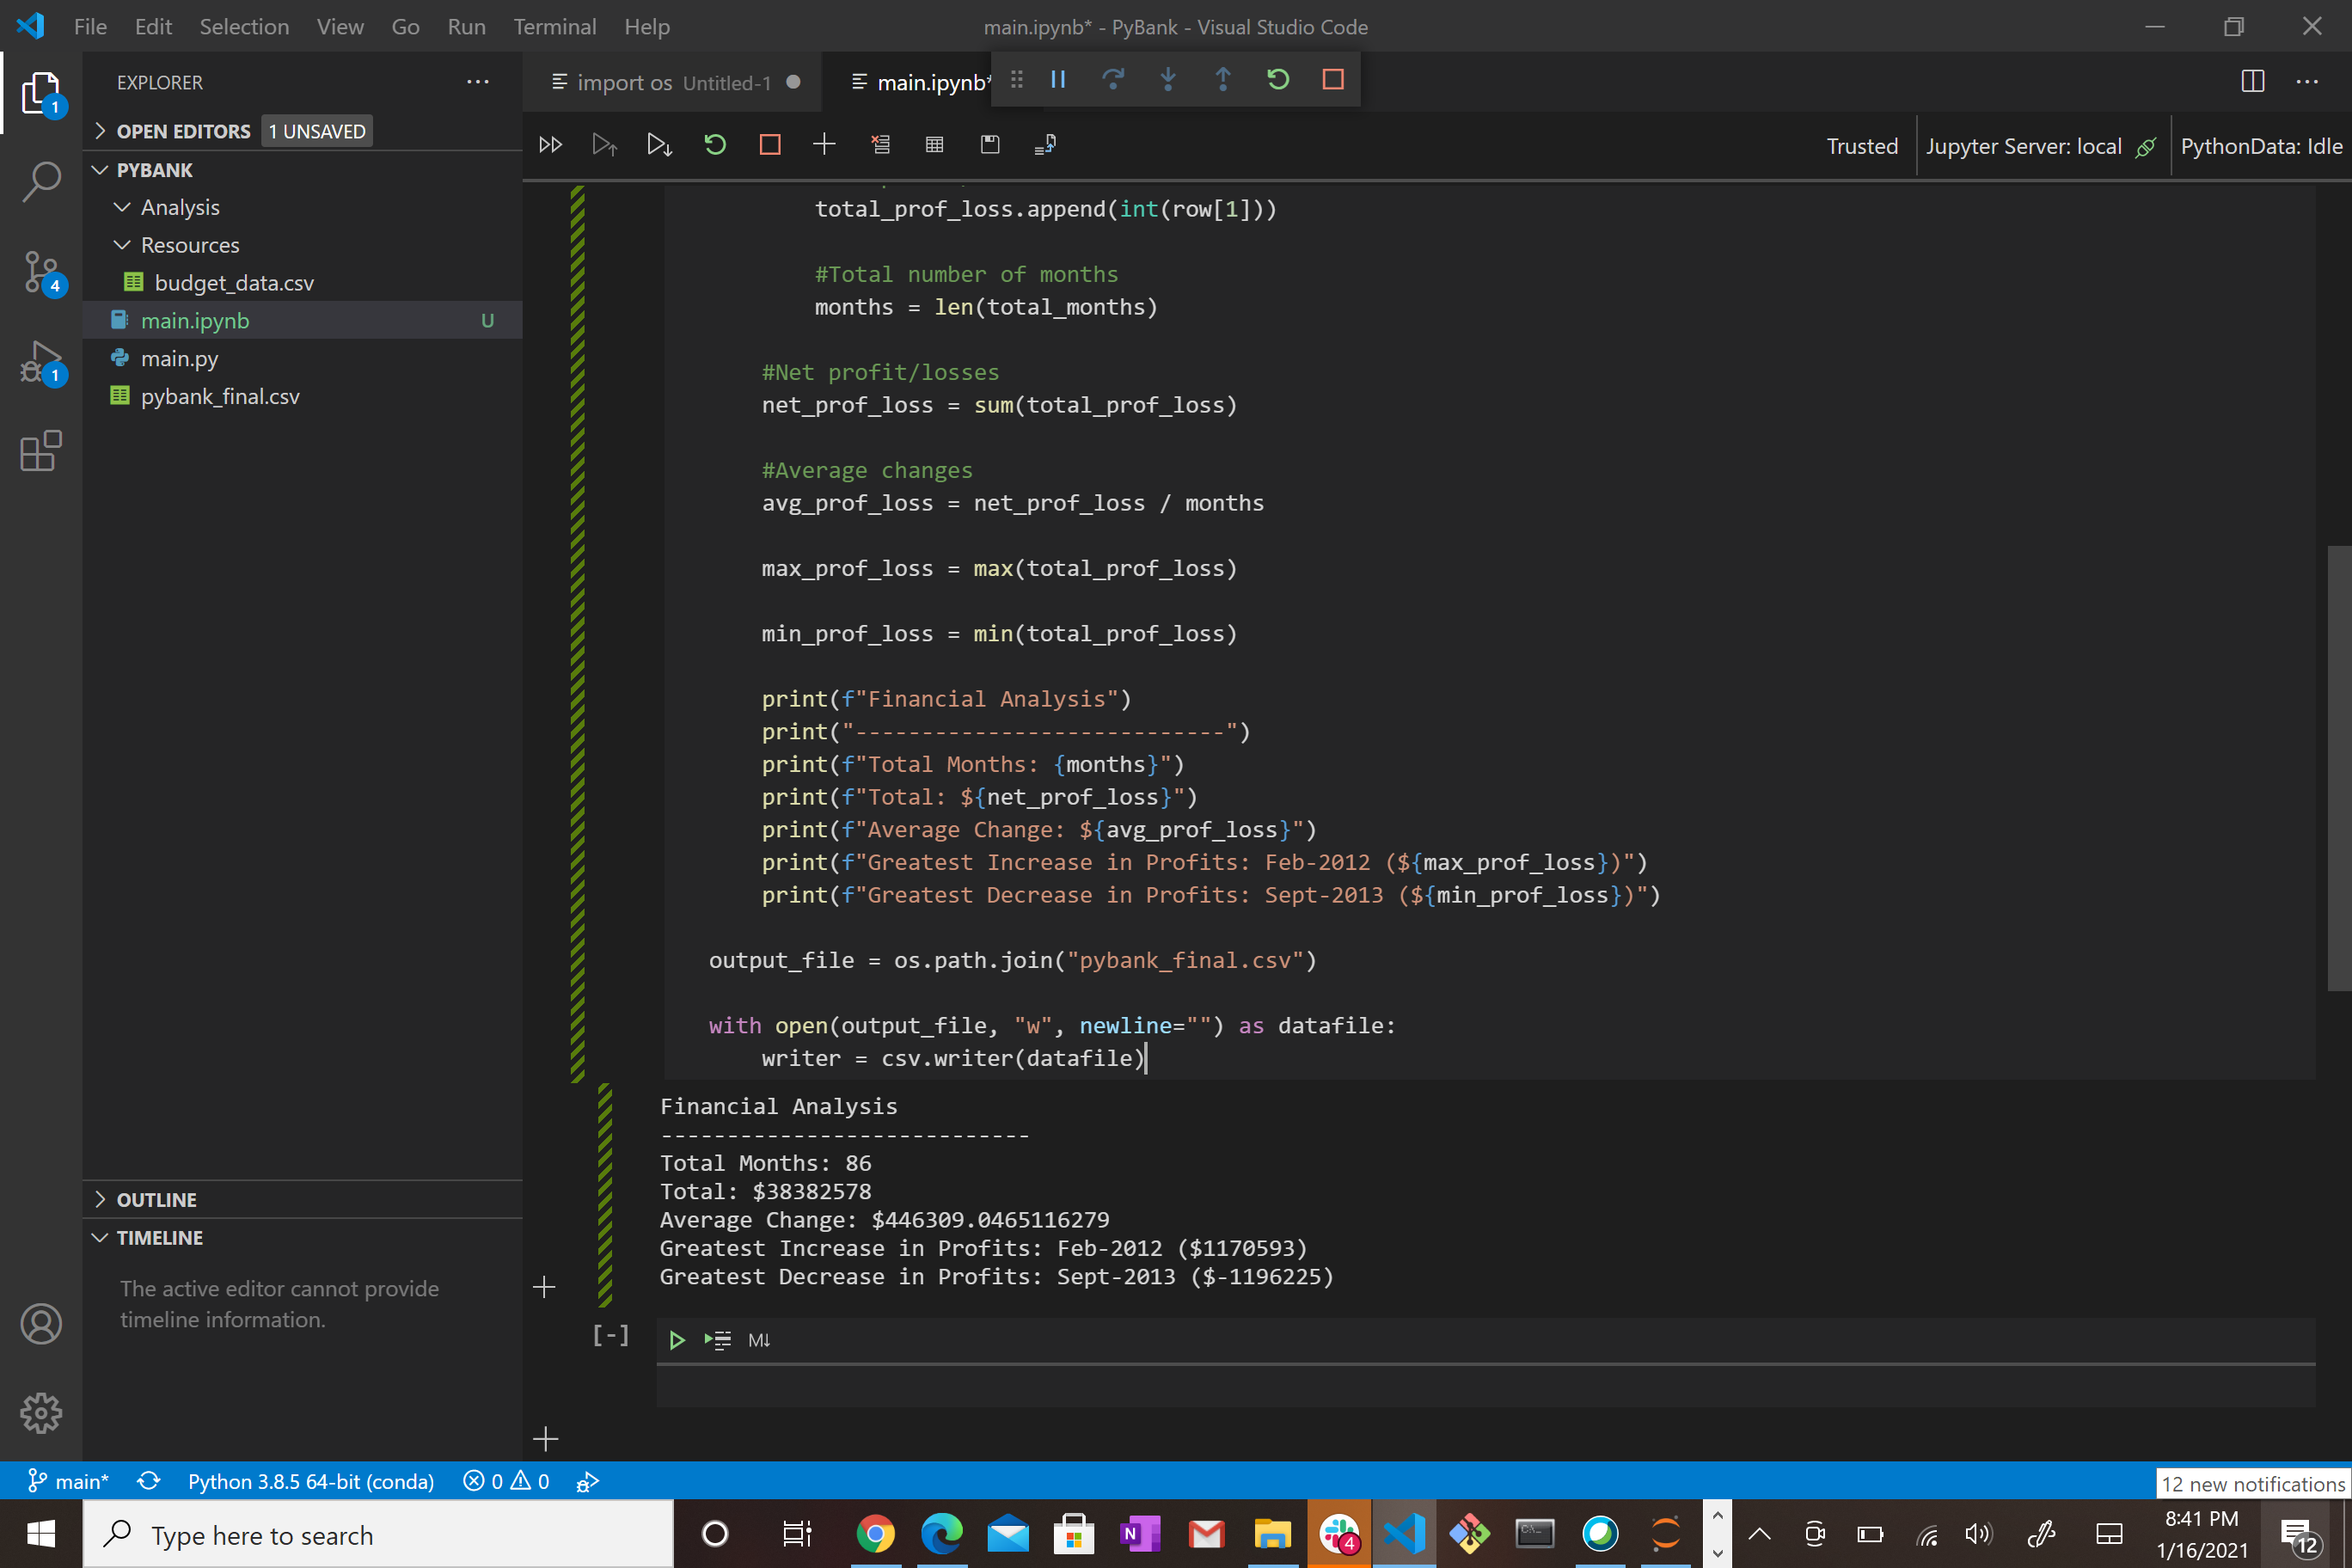 File Edit Selection View Go Run Terminal Help
main.ipynb* - PyBank - Visual Studio Code
EXPLORER
import os Untitled-1
main.ipynb*
OPEN EDITORS 1 UNSAVED
PYBANK
Analysis
Resources
budget_data.csv
main.ipynb U
main.py
pybank_final.csv
1
4
1
OUTLINE
TIMELINE
The active editor cannot provide
timeline information.
Trusted
Jupyter Server: local
PythonData: Idle
total_prof_loss.append(int(row[1]))
#Total number of months
months = len(total_months)
#Net profit/losses
net_prof_loss = sum(total_prof_loss)
#Average changes
avg_prof_loss = net_prof_loss / months
max_prof_loss = max(total_prof_loss)
min_prof_loss = min(total_prof_loss)
print(f"Financial Analysis")
print("----------------------------")
print(f"Total Months: {months}")
print(f"Total: ${net_prof_loss}")
print(f"Average Change: ${avg_prof_loss}")
print(f"Greatest Increase in Profits: Feb-2012 (${max_prof_loss})")
print(f"Greatest Decrease in Profits: Sept-2013 (${min_prof_loss})")
output_file = os.path.join("pybank_final.csv")
with open(output_file, "w", newline="") as datafile:
writer = csv.writer(datafile)
Financial Analysis
----------------------------
Total Months: 86
Total: $38382578
Average Change: $446309.0465116279
Greatest Increase in Profits: Feb-2012 ($1170593)
Greatest Decrease in Profits: Sept-2013 ($-1196225)
[-]
M↓
main* Python 3.8.5 64-bit (conda) 0 0
12 new notifications
Type here to search
N
4
8:41 PM
1/16/2021
12